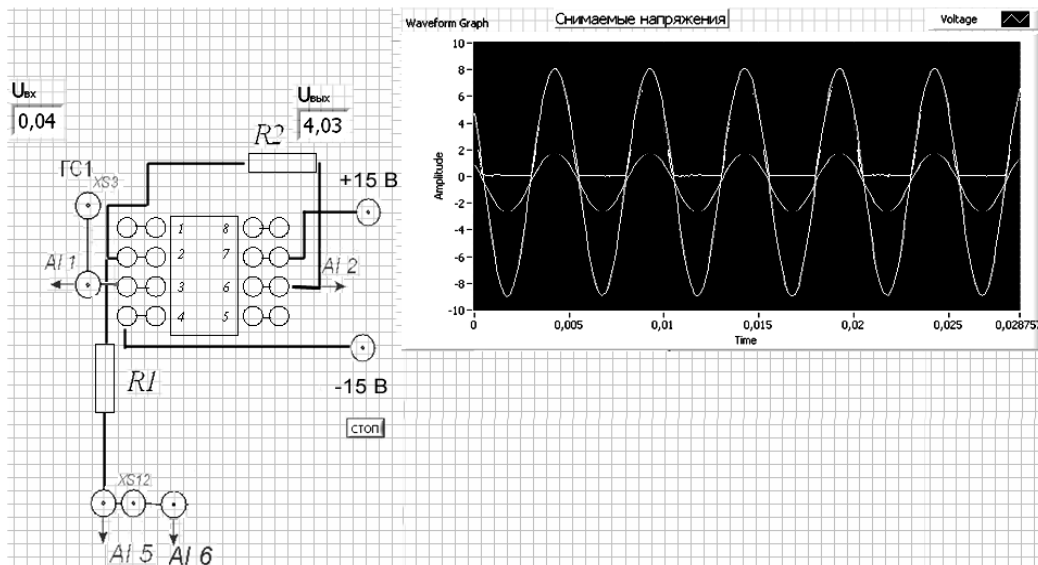 Uвх
0,04
Uвых
4,03
R2
ГС1
XS3
+15 В
1 8
2 7
AI 1
3 6
AI 2
4 5
R1
-15 В
стоп
XS12
AI 5 AI 6
Waveform Graph
Снимаемые напряжения
Voltage
Amplitude
10
8
6
4
2
0
-2
-4
-6
-8
-10
0 0,005 0,01 0,015 0,02 0,025 0,028757
Time